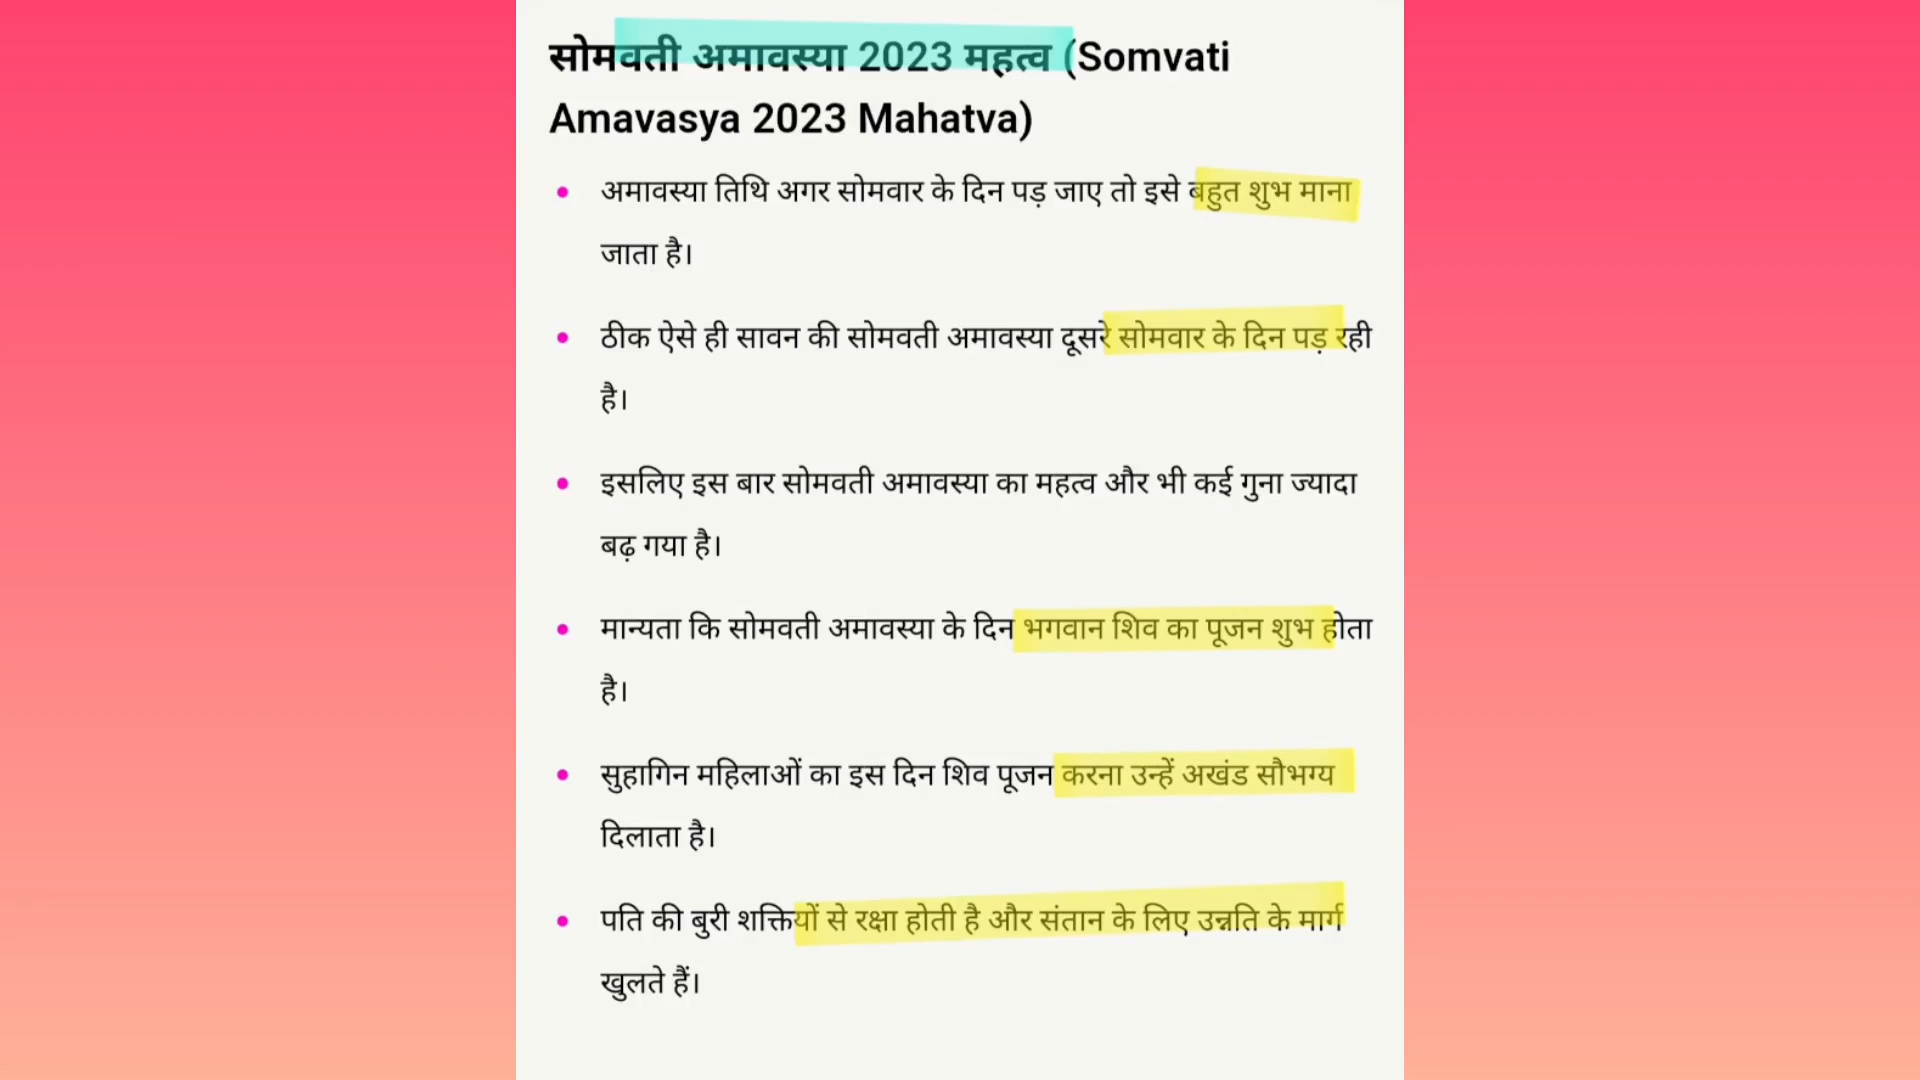 सोमवती अमावस्या 2023 महत्व (Somvati
Amavasya 2023 Mahatva)
अमावस्या तिथि अगर सोमवार के दिन पड़ जाए तो इसे बहुत शुभ माना
जाता है।
ठीक ऐसे ही सावन की सोमवती अमावस्या दूसरे सोमवार के दिन पड़ रही
है।
इसलिए इस बार सोमवती अमावस्या का महत्व और भी कई गुना ज्यादा
बढ़ गया है।
मान्यता कि सोमवती अमावस्या के दिन भगवान शिव का पूजन शुभ होता
है।
सुहागिन महिलाओं का इस दिन शिव पूजन करना उन्हें अखंड सौभग्य
दिलाता है।
पति की बुरी शक्तियों से रक्षा होती है और संतान के लिए उन्नति के मार्ग
खुलते हैं।